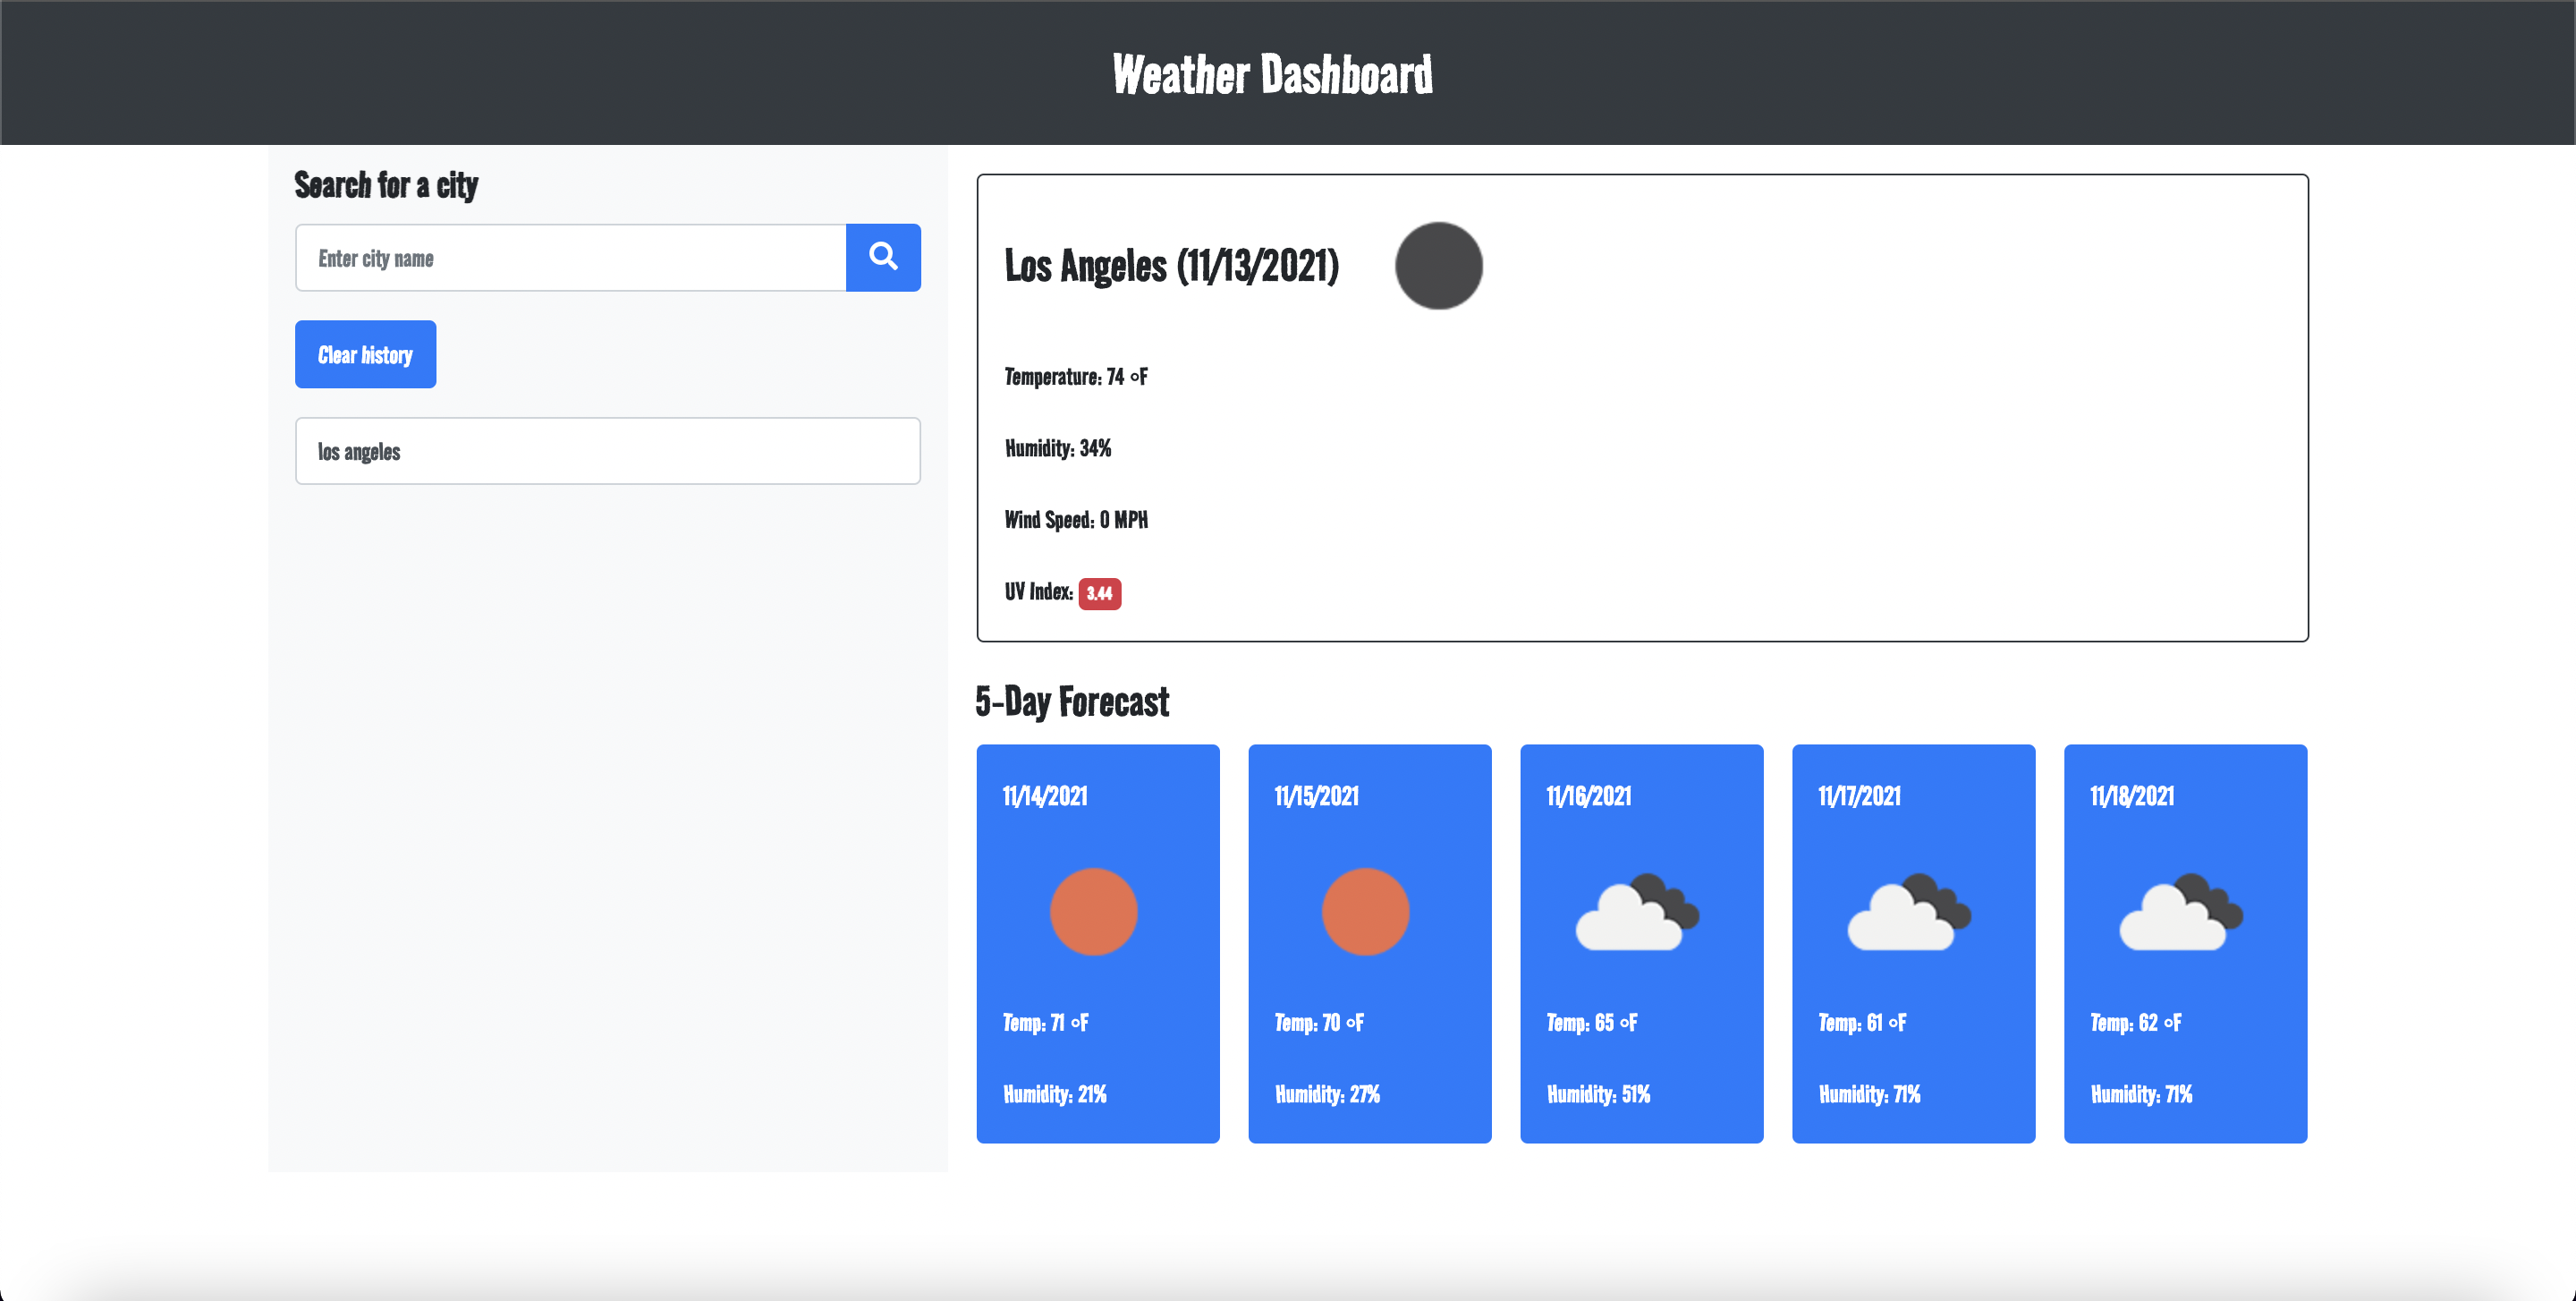 Weather Dashboard
Search for a city
Enter city name
Clear history
los angeles
Los Angeles (11/13/2021)
Temperature: 74 °F
Humidity: 34%
Wind Speed: 0 MPH
UV Index: 3.44
5-Day Forecast
11/14/2021
Temp: 71 °F
Humidity: 21%
11/15/2021
Temp: 70 °F
Humidity: 27%
11/16/2021
Temp: 65 °F
Humidity: 51%
11/17/2021
Temp: 61 °F
Humidity: 71%
11/18/2021
Temp: 62 °F
Humidity: 71%